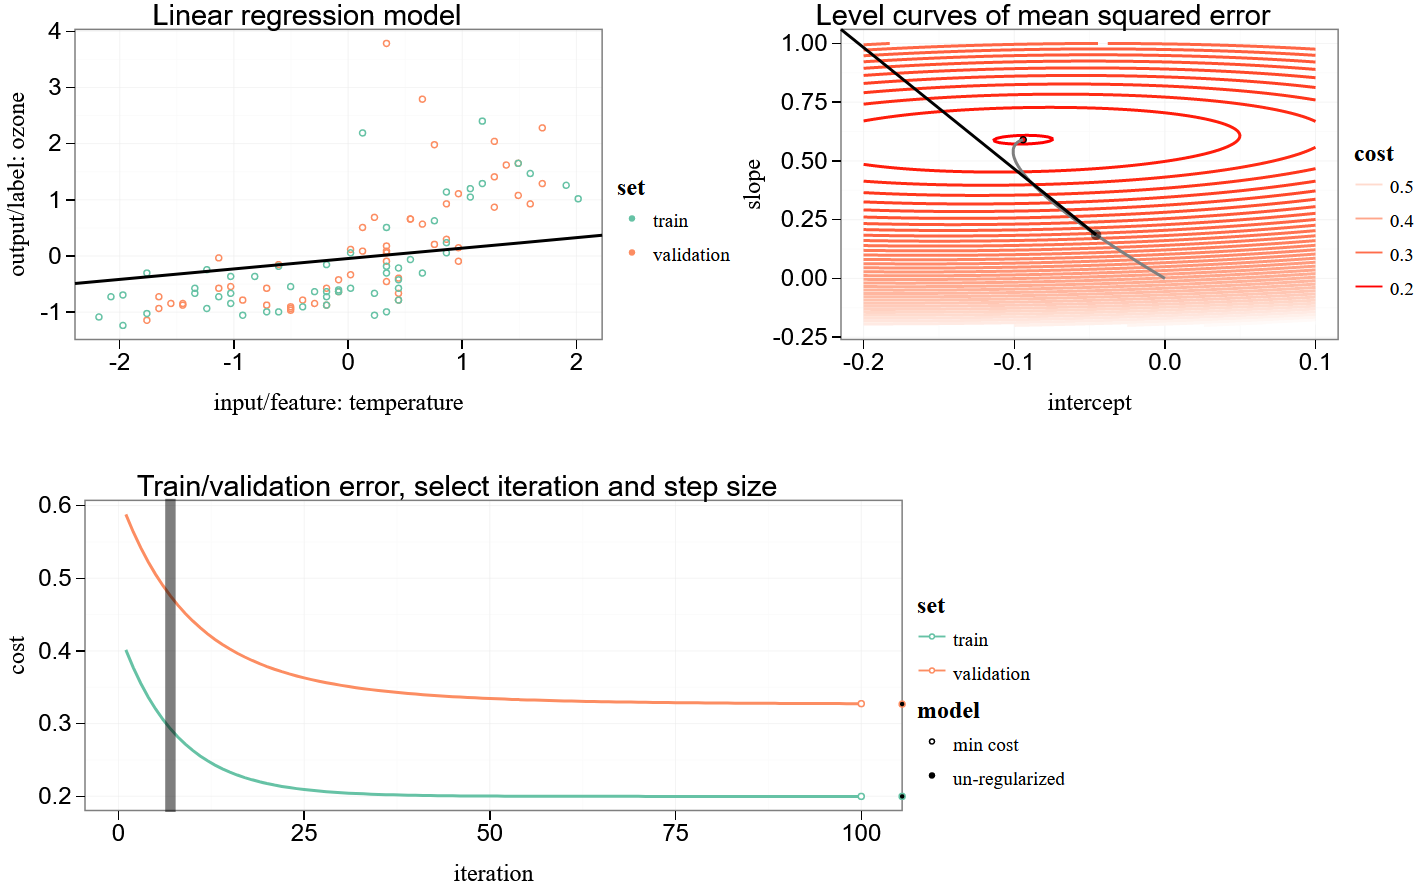 Linear regression model
4
3
2
1
0
-1
output/label: ozone
-2
-1
0
1
2
input/feature: temperature
set
train
validation
Level curves of mean squared error
1.00
0.75
0.50
0.25
0.00
-0.25
slope
-0.2
-0.1
0.0
0.1
intercept
cost
0.5
0.4
0.3
0.2
Train/validation error, select iteration and step size
0.6
0.5
0.4
0.3
0.2
cost
0
25
50
75
100
iteration
set
train
validation
model
min cost
un-regularized